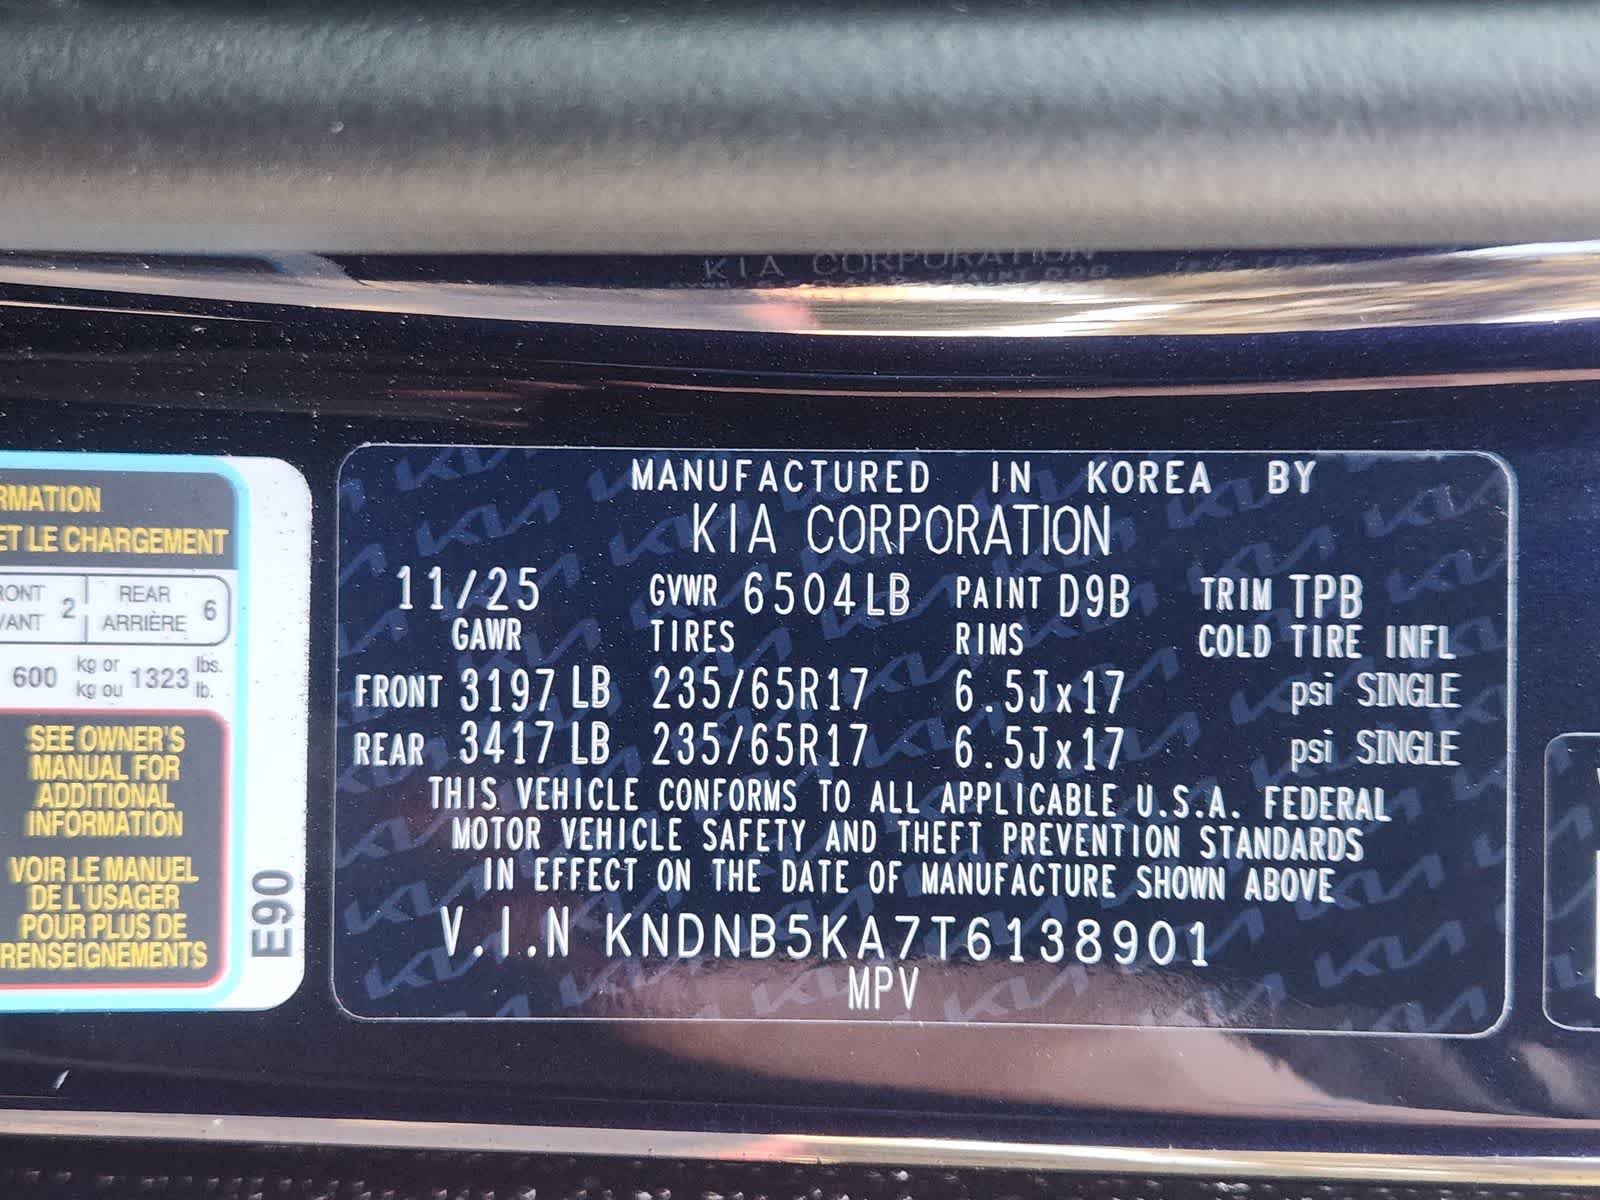 RMATION
ET LE CHARGEMENT
RONT 2 REAR 6
VANT ARRIÈRE
600 kg or 1323 lbs.
kg ou lb.
SEE OWNER'S
MANUAL FOR
ADDITIONAL
INFORMATION
VOIR LE MANUEL
DE L'USAGER
POUR PLUS DE
RENSEIGNEMENTS
E90
MANUFACTURED IN KOREA BY
KIA CORPORATION
11/25 GVWR 6504LB PAINT D9B TRIM TPB
GAWR TIRES RIMS COLD TIRE INFL
FRONT 3197 LB 235/65R17 6.5Jx17 psi SINGLE
REAR 3417 LB 235/65R17 6.5Jx17 psi SINGLE
THIS VEHICLE CONFORMS TO ALL APPLICABLE U.S.A. FEDERAL
MOTOR VEHICLE SAFETY AND THEFT PREVENTION STANDARDS
IN EFFECT ON THE DATE OF MANUFACTURE SHOWN ABOVE
V.I.N KNDNB5KA7T6138901
MPV